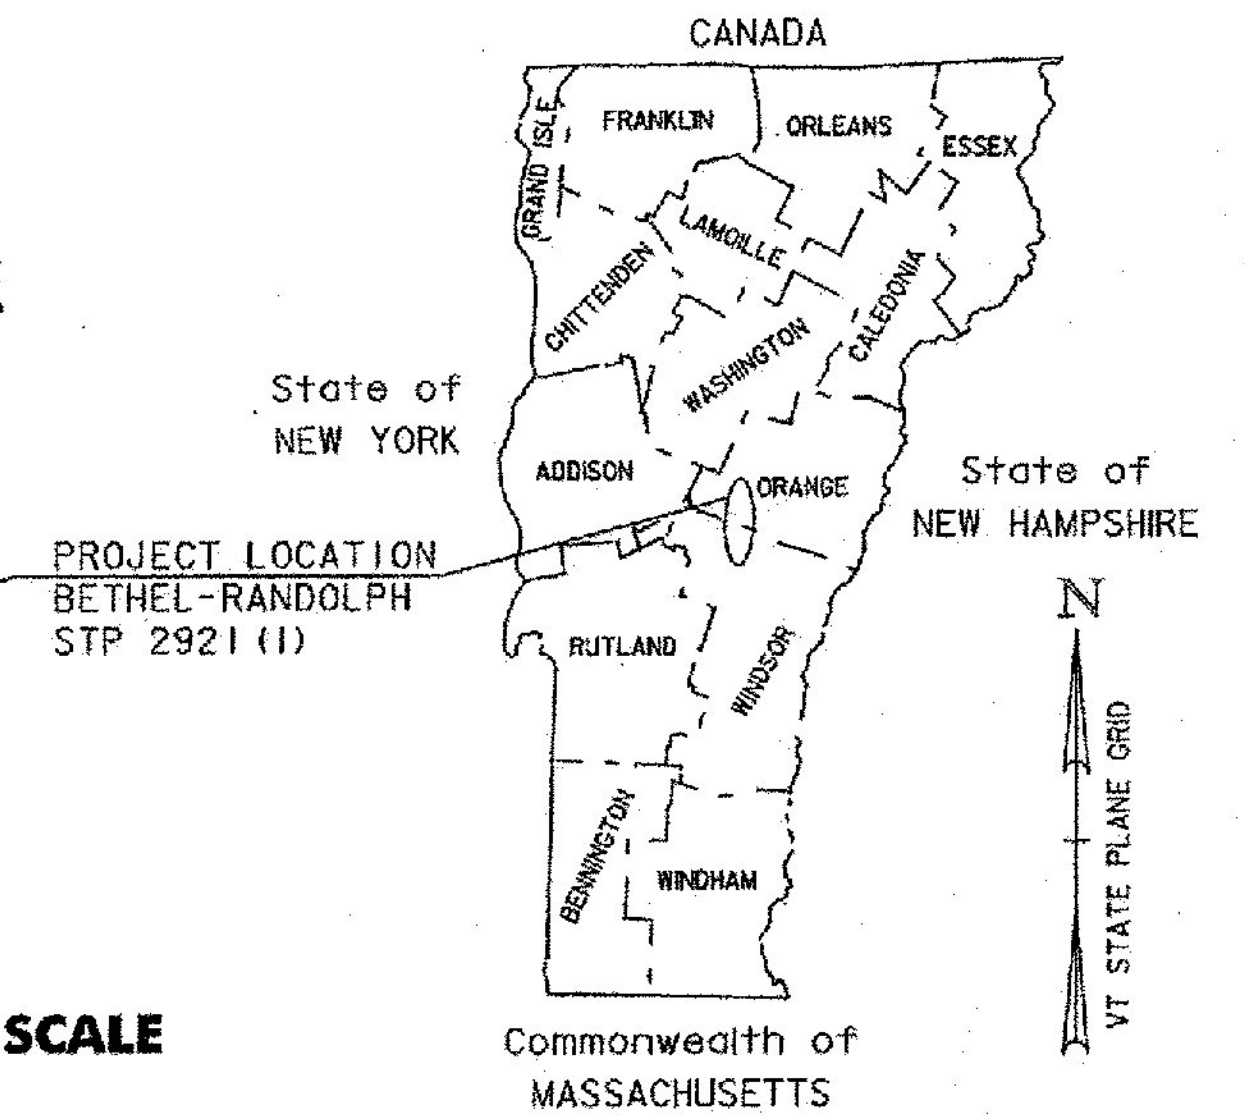 CANADA
FRANKLIN
ORLEANS
ESSEX
GRAND ISLE
LAMOILLE
CHITTENDEN
CALEDONIA
WASHINGTON
State of
NEW YORK
ADDISON
ORANGE
State of
NEW HAMPSHIRE
PROJECT LOCATION
BETHEL-RANDOLPH
STP 2921(1)
RUTLAND
WINDSOR
N
VT STATE PLANE GRID
BENNINGTON
WINDHAM
SCALE
Commonwealth of
MASSACHUSETTS